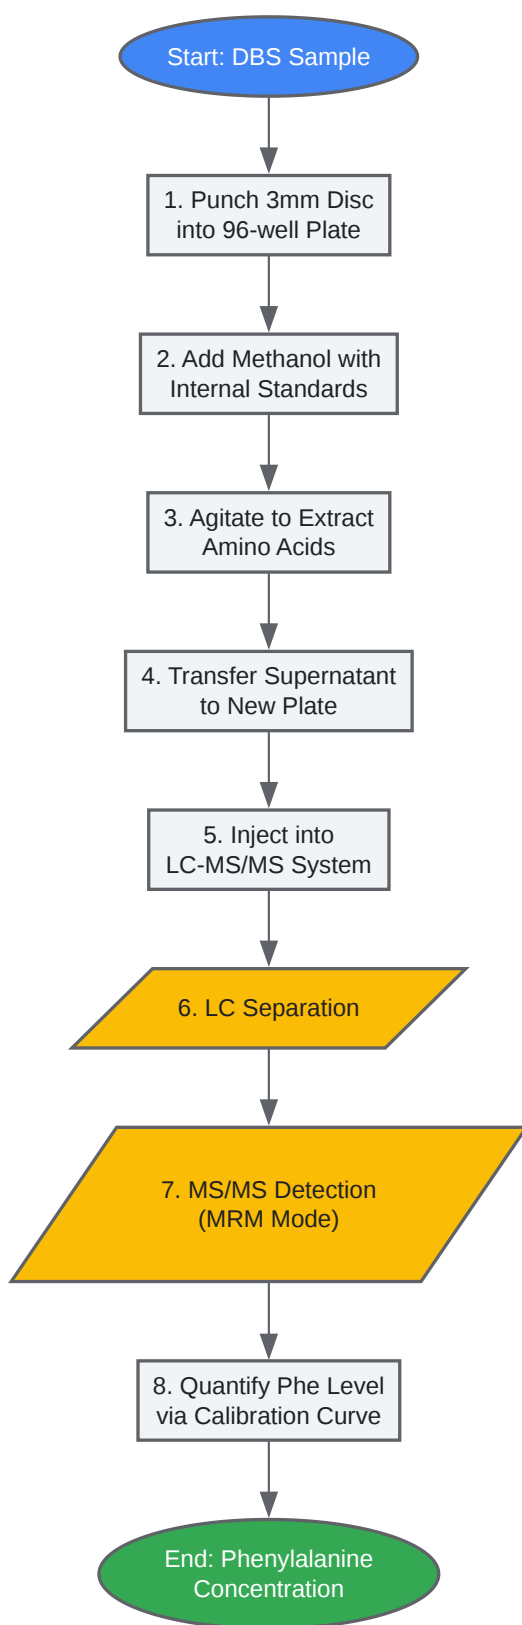 Start: DBS Sample
1. Punch 3mm Disc
into 96-well Plate
2. Add Methanol with
Internal Standards
3. Agitate to Extract
Amino Acids
4. Transfer Supernatant
to New Plate
5. Inject into
LC-MS/MS System
6. LC Separation
7. MS/MS Detection
(MRM Mode)
8. Quantify Phe Level
via Calibration Curve
End: Phenylalanine
Concentration